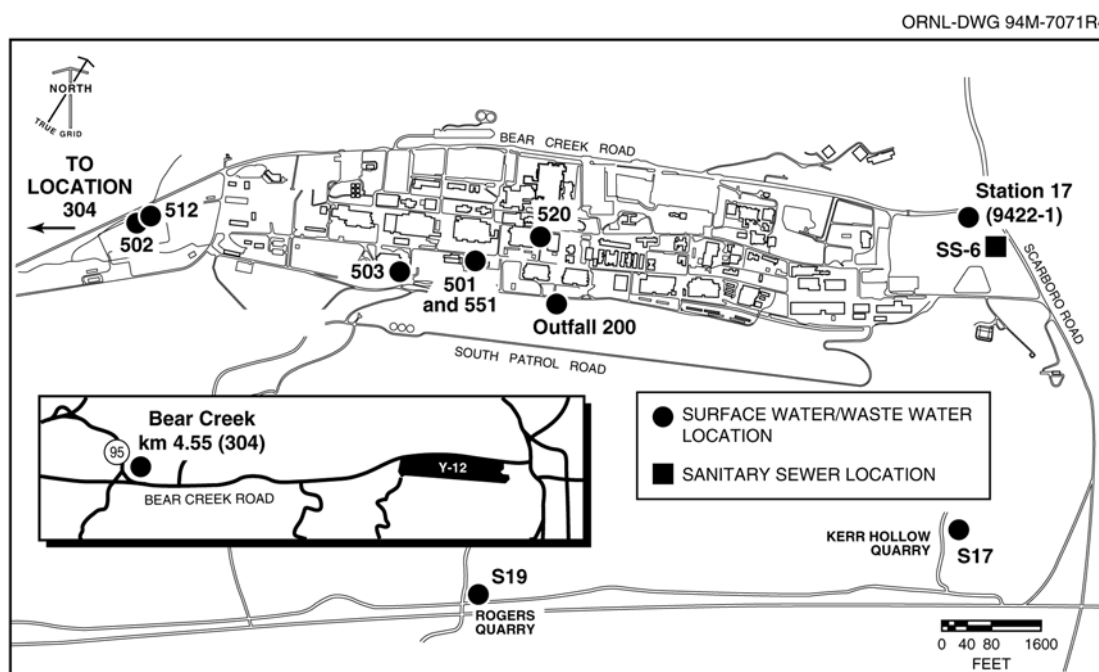 ORNL-DWG 94M-7071R
NORTH
TRUE GRID
TO
LOCATION
304
BEAR CREEK ROAD
512
502
520
Station 17
(9422-1)
SS-6
503
501
and 551
Outfall 200
SCARBORO ROAD
SOUTH PATROL ROAD
Bear Creek
km 4.55 (304)
95
Y-12
BEAR CREEK ROAD
SURFACE WATER/WASTE WATER
LOCATION
SANITARY SEWER LOCATION
KERR HOLLOW
QUARRY
S17
S19
ROGERS
QUARRY
0 40 80 1600
FEET